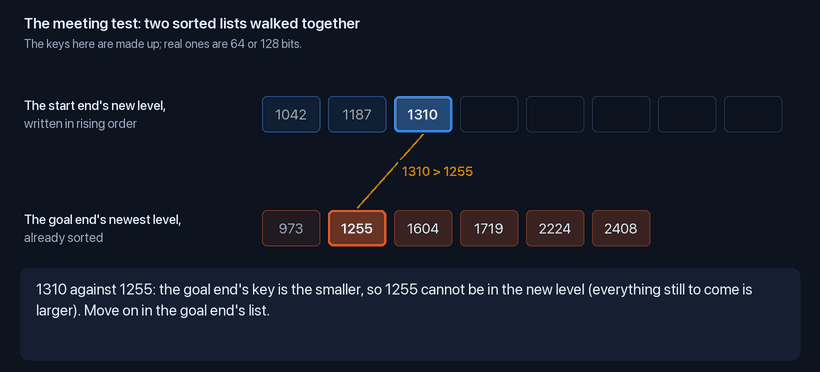 The meeting test: two sorted lists walked together
The keys here are made up; real ones are 64 or 128 bits.
The start end's new level,
written in rising order
1042 1187 1310
1310 > 1255
The goal end's newest level,
already sorted
973 1255 1604 1719 2224 2408
1310 against 1255: the goal end's key is the smaller, so 1255 cannot be in the new level (everything still to come is
larger). Move on in the goal end's list.